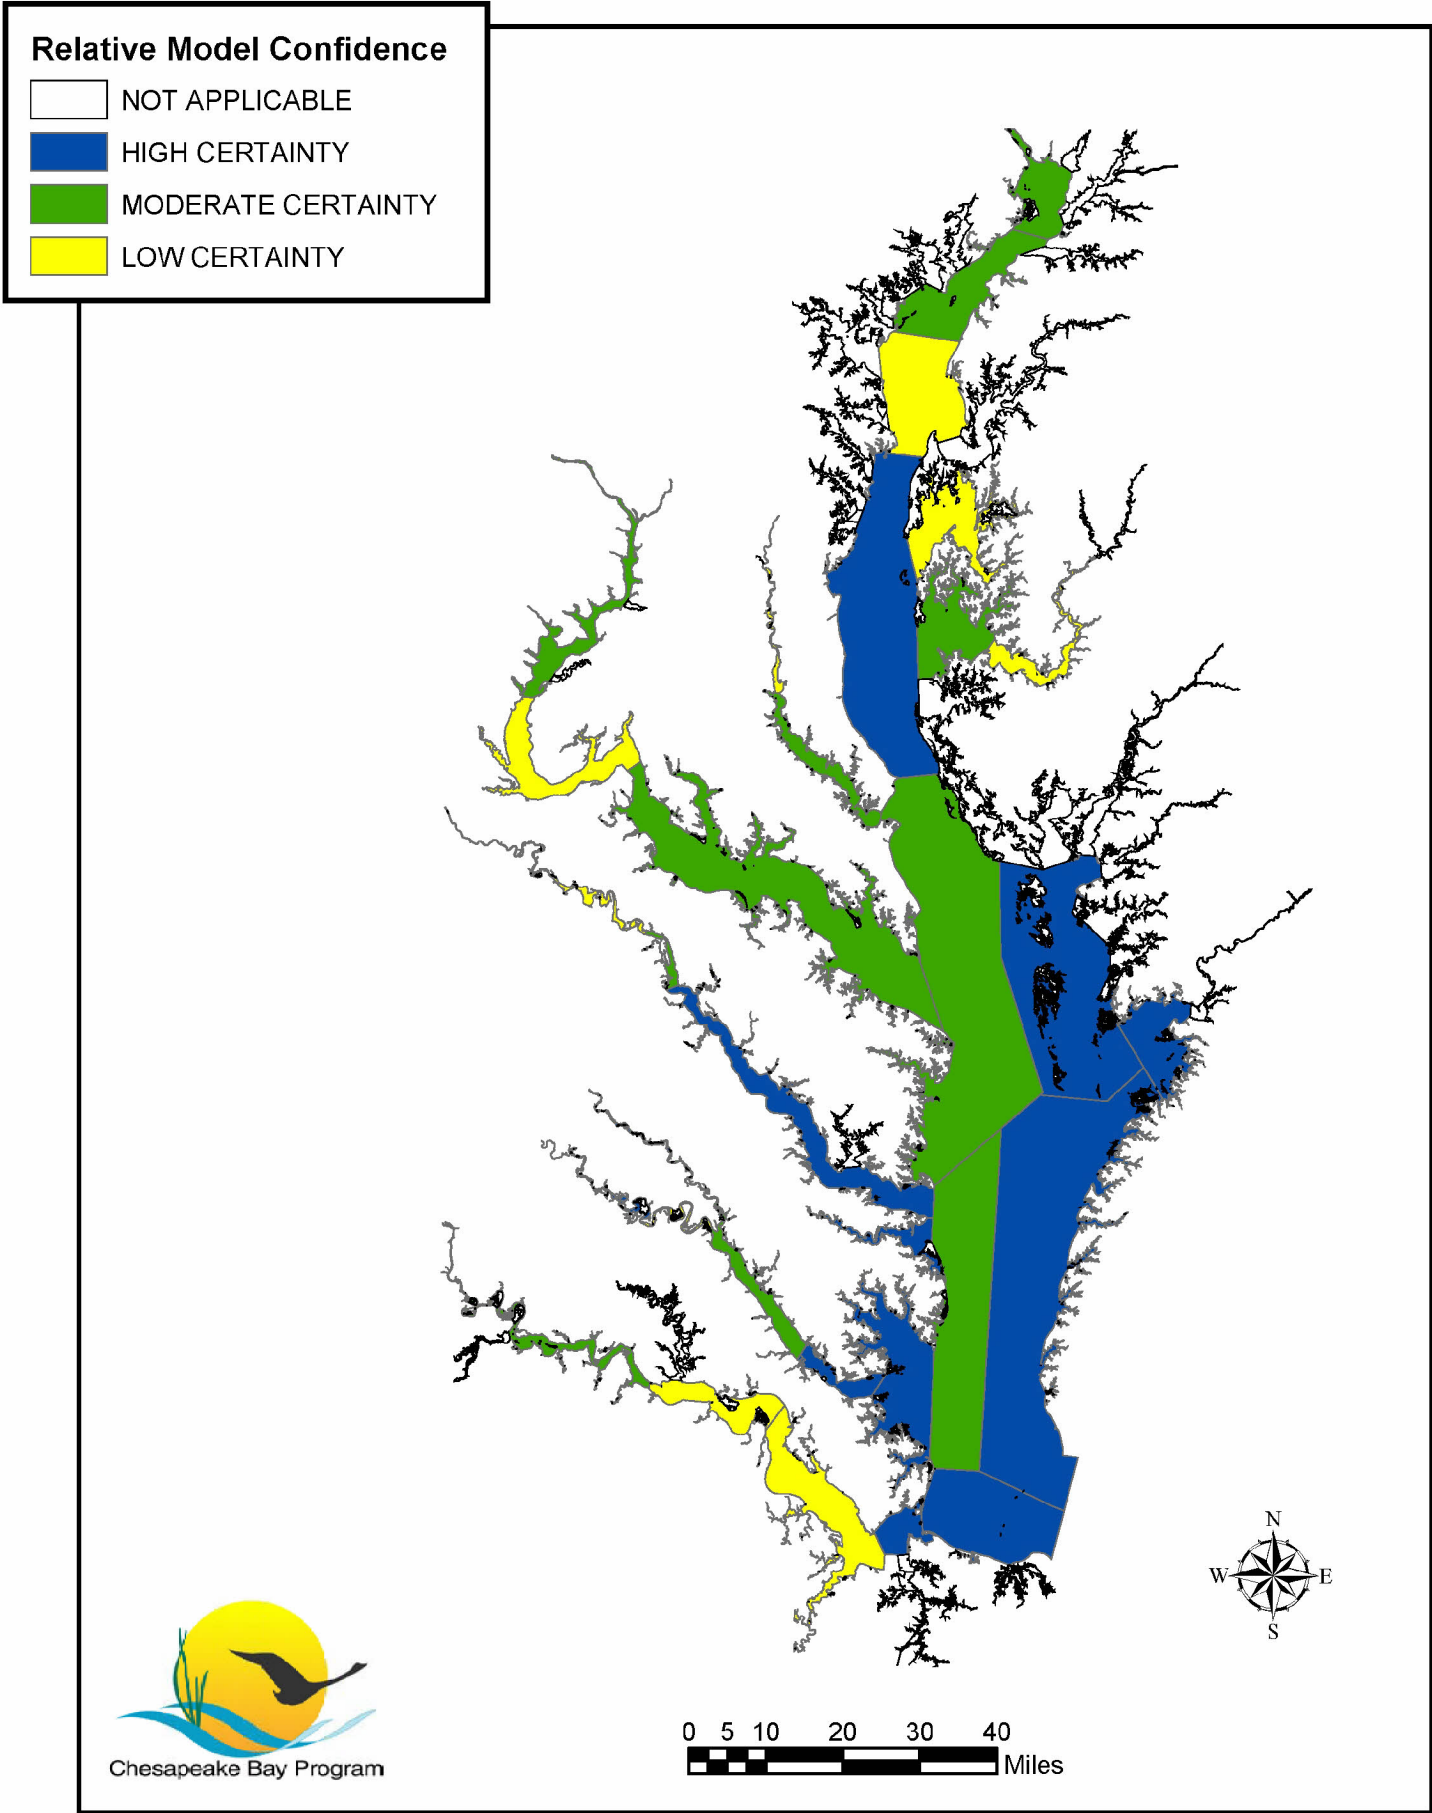 Relative Model Confidence
NOT APPLICABLE
HIGH CERTAINTY
MODERATE CERTAINTY
LOW CERTAINTY
N
W E
S
0 5 10 20 30 40
Miles
Chesapeake Bay Program